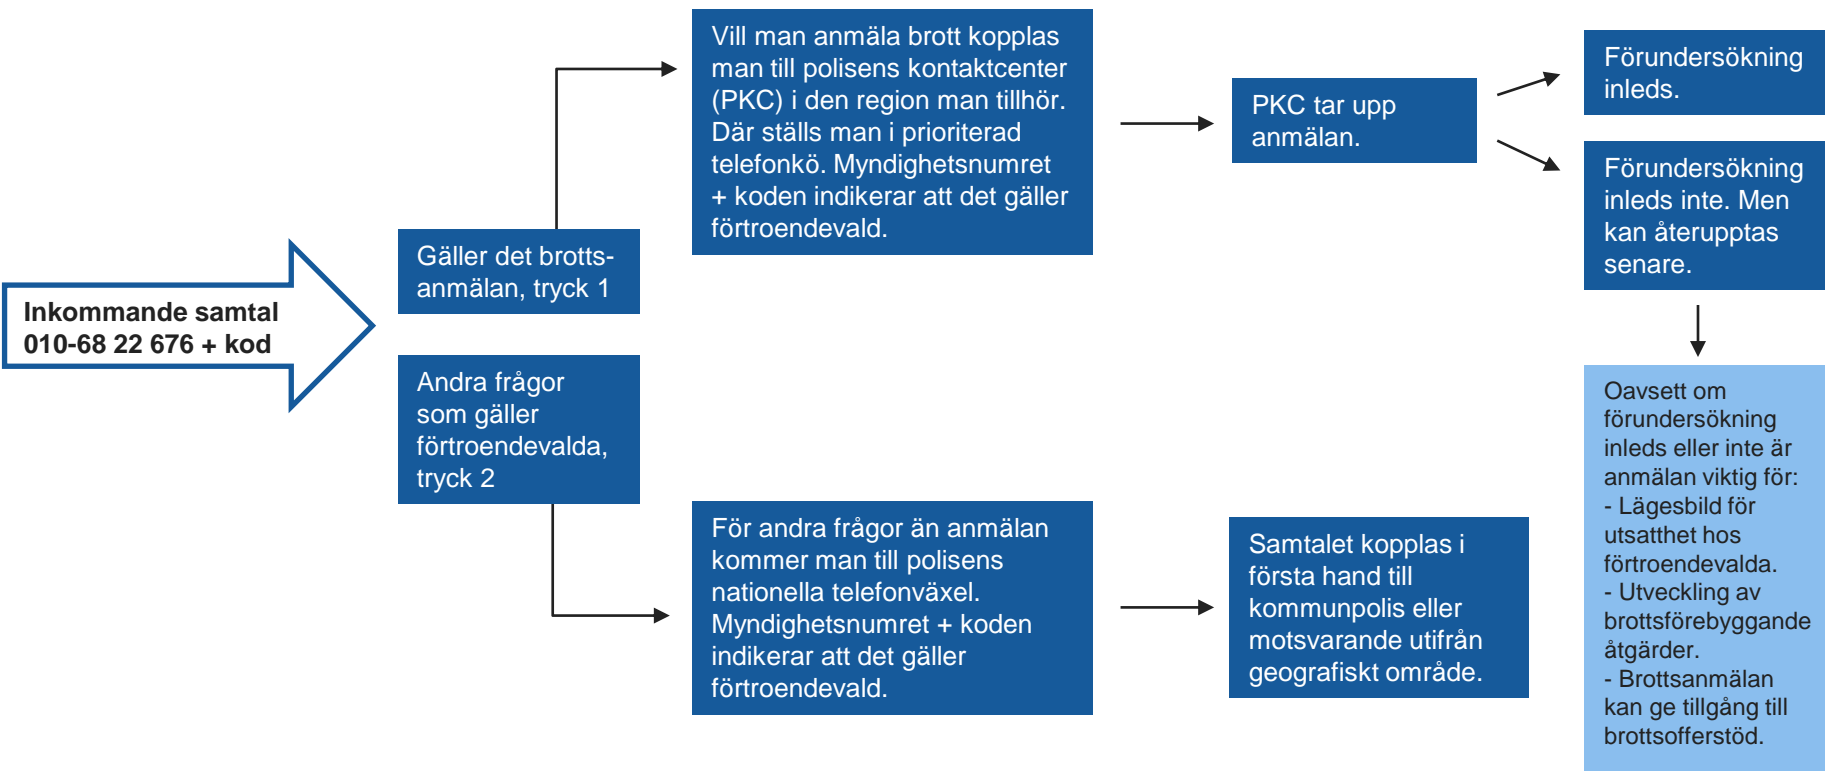 Inkommande samtal
010-68 22 676 + kod
Gäller det brotts-
anmälan, tryck 1
Andra frågor
som gäller
förtroendevalda,
tryck 2
Vill man anmäla brott kopplas
man till polisens kontaktcenter
(PKC) i den region man tillhör.
Där ställs man i prioriterad
telefonkö. Myndighetsnumret
+ koden indikerar att det gäller
förtroendevald.
PKC tar upp
anmälan.
Förundersökning
inleds.
Förundersökning
inleds inte. Men
kan återupptas
senare.
Oavsett om
förundersökning
inleds eller inte är
anmälan viktig för:
- Lägesbild för
utsatthet hos
förtroendevalda.
- Utveckling av
brottsförebyggande
åtgärder.
- Brottsanmälan
kan ge tillgång till
brottsofferstöd.
För andra frågor än anmälan
kommer man till polisens
nationella telefonväxel.
Myndighetsnumret + koden
indikerar att det gäller
förtroendevald.
Samtalet kopplas i
första hand till
kommunpolis eller
motsvarande utifrån
geografiskt område.